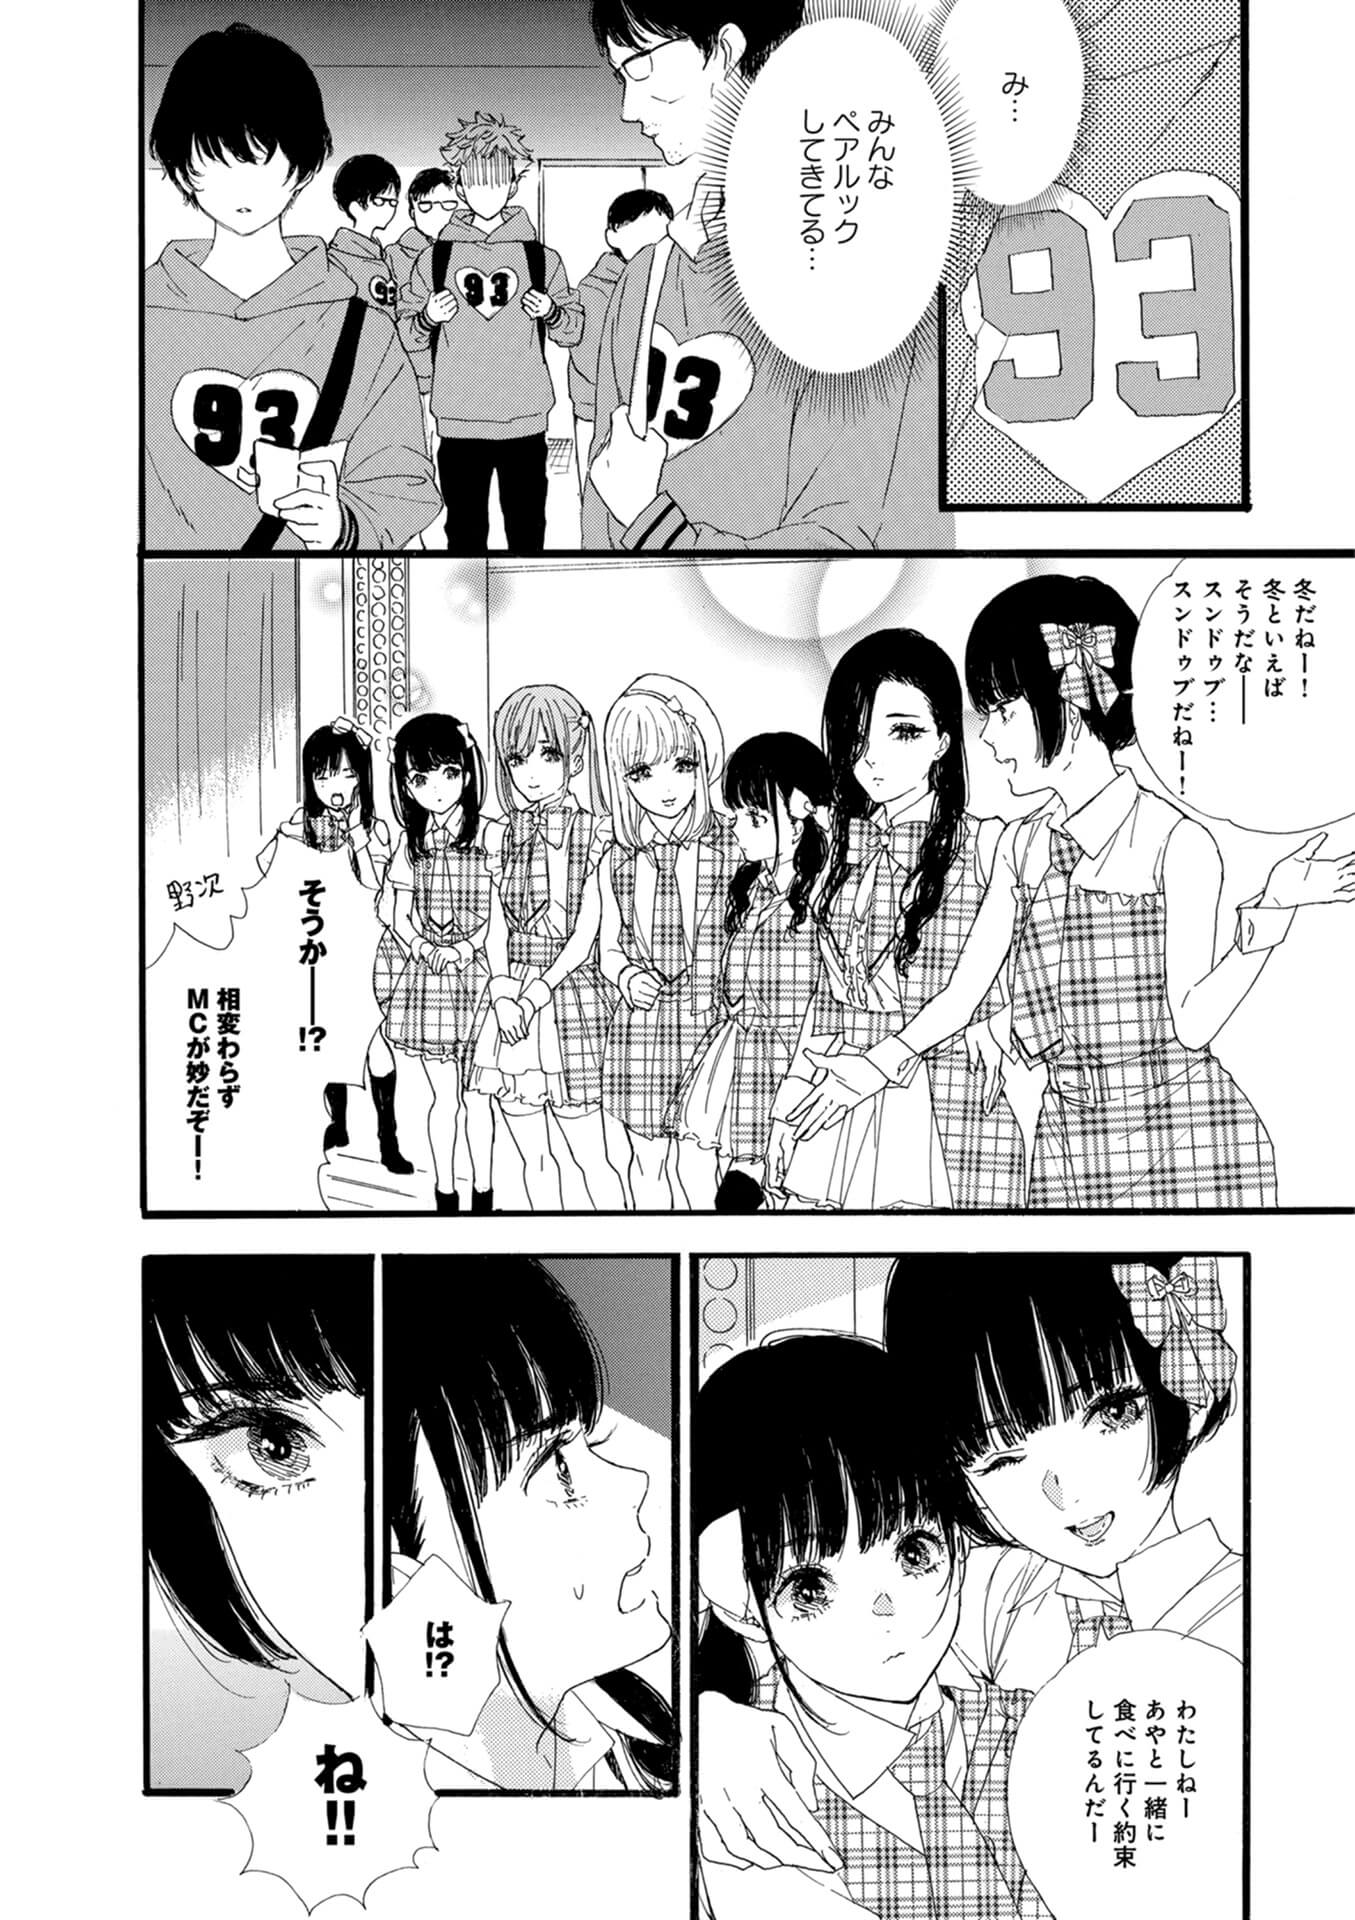 93
み…
みんな
ペアルック
してきてる…
93
93
93
93
冬だねー！
冬といえば
そうだなー
スンドゥブ…
スンドゥブだねー！
そうかー!?
野次
相変わらず
MCが妙だぞー！
わたしねー
あやと一緒に
食べに行く約束
してるんだー
は!?
ね!!